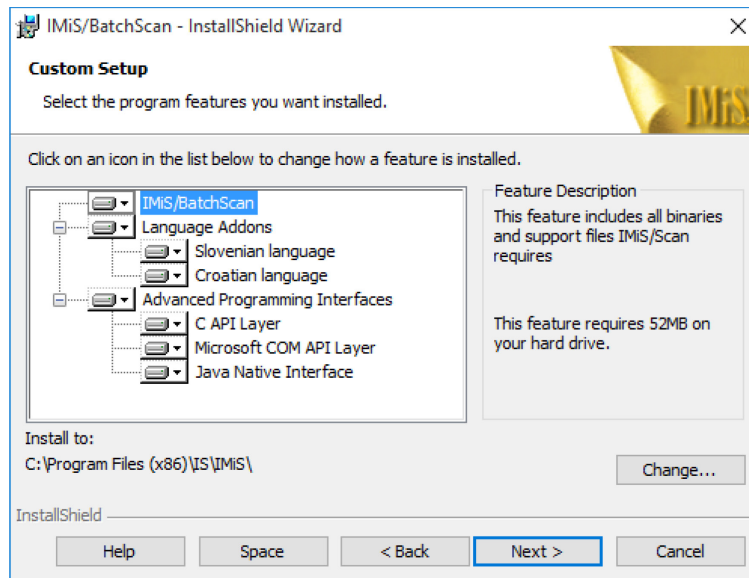 IMiS/BatchScan - InstallShield Wizard
Custom Setup
Select the program features you want installed.
IMiS
Click on an icon in the list below to change how a feature is installed.
IMiS/BatchScan
Language Addons
Slovenian language
Croatian language
Advanced Programming Interfaces
C API Layer
Microsoft COM API Layer
Java Native Interface
Feature Description
This feature includes all binaries
and support files IMiS/Scan
requires
This feature requires 52MB on
your hard drive.
Install to:
C:\Program Files (x86)\IS\IMiS\
Change...
InstallShield
Help
Space
< Back
Next >
Cancel